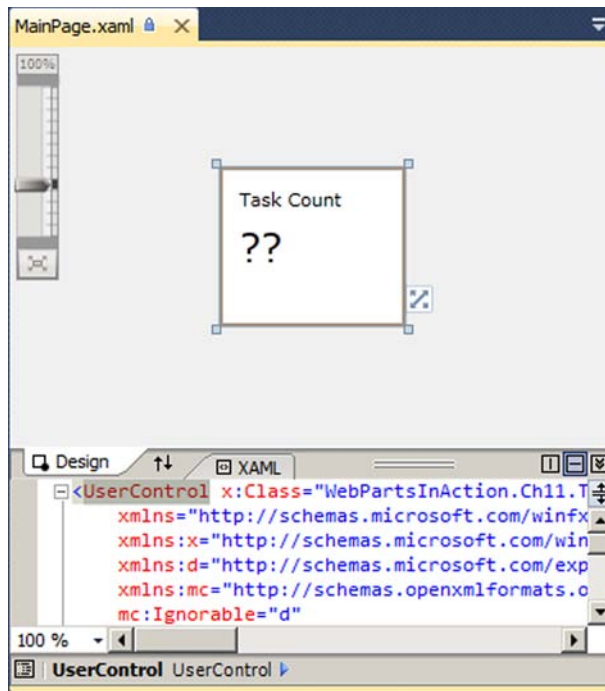 MainPage.xaml
100%
Task Count
??
Design
XAML
<UserControl x:Class="WebPartsInAction.Ch11.T
xmlns="http://schemas.microsoft.com/winfx
xmlns:x="http://schemas.microsoft.com/win
xmlns:d="http://schemas.microsoft.com/exp
xmlns:mc="http://schemas.openxmlformats.o
mc:Ignorable="d"
100 %
UserControl UserControl